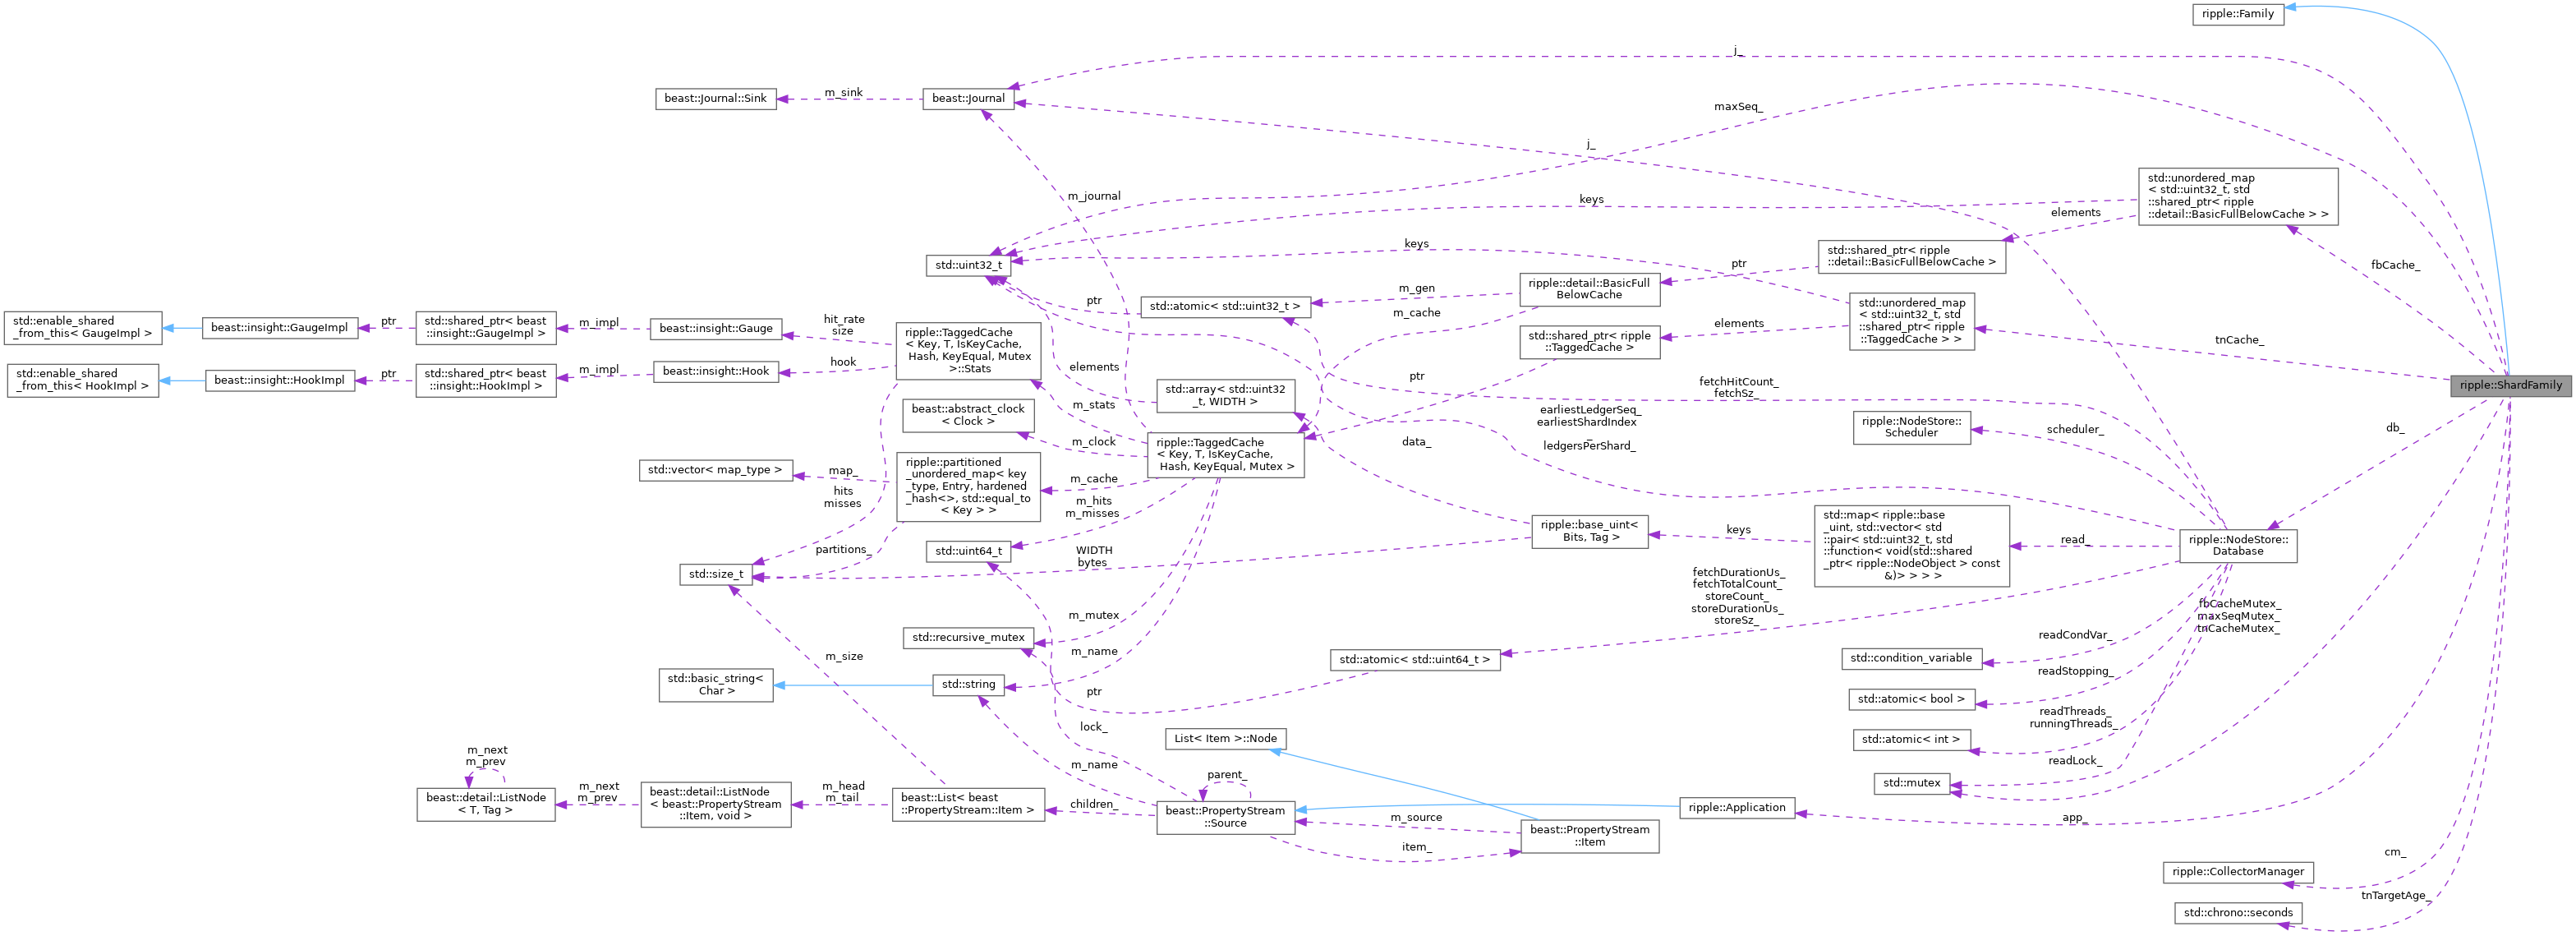 ripple::Family
j_
beast::Journal::Sink
m_sink
beast::Journal
maxSeq_
j_
m_journal
keys
std::unordered_map
< std::uint32_t, std
::shared_ptr< ripple
::detail::BasicFullBelowCache > >
elements
keys
std::uint32_t
std::shared_ptr< ripple
::detail::BasicFullBelowCache >
fbCache_
ptr
ripple::detail::BasicFull
BelowCache
m_gen
std::atomic< std::uint32_t >
ptr
m_cache
std::unordered_map
< std::uint32_t, std
::shared_ptr< ripple
::TaggedCache > >
elements
std::shared_ptr< ripple
::TaggedCache >
tnCache_
std::enable_shared
_from_this< GaugeImpl >
beast::insight::GaugeImpl
ptr
std::shared_ptr< beast
::insight::GaugeImpl >
m_impl
beast::insight::Gauge
hit_rate
size
ripple::TaggedCache
< Key, T, IsKeyCache,
Hash, KeyEqual, Mutex
>::Stats
std::enable_shared
_from_this< HookImpl >
beast::insight::HookImpl
ptr
std::shared_ptr< beast
::insight::HookImpl >
m_impl
beast::insight::Hook
hook
elements
std::array< std::uint32
_t, WIDTH >
ptr
fetchHitCount_
fetchSz_
ripple::ShardFamily
beast::abstract_clock
< Clock >
m_stats
m_clock
earliestLedgerSeq_
earliestShardIndex
_
ledgersPerShard_
data_
ripple::NodeStore::
Scheduler
scheduler_
db_
ripple::TaggedCache
< Key, T, IsKeyCache,
Hash, KeyEqual, Mutex >
std::vector< map_type >
map_
hits
misses
ripple::partitioned
_unordered_map< key
_type, Entry, hardened
_hash<>, std::equal_to
< Key > >
m_cache
m_hits
m_misses
ripple::base_uint<
Bits, Tag >
keys
std::map< ripple::base
_uint, std::vector< std
::pair< std::uint32_t, std
::function< void(std::shared
_ptr< ripple::NodeObject > const
&)> > > >
read_
ripple::NodeStore::
Database
partitions_
std::uint64_t
WIDTH
bytes
std::size_t
fetchDurationUs_
fetchTotalCount_
storeCount_
storeDurationUs_
storeSz_
fbCacheMutex_
maxSeqMutex_
tnCacheMutex_
m_mutex
std::recursive_mutex
readCondVar_
std::condition_variable
m_size
m_name
std::atomic< std::uint64_t >
std::basic_string<
Char >
std::string
ptr
readStopping_
std::atomic< bool >
lock_
List< Item >::Node
readThreads_
runningThreads_
std::atomic< int >
m_next
m_prev
m_name
parent_
readLock_
std::mutex
beast::detail::ListNode
< T, Tag >
m_next
m_prev
beast::detail::ListNode
< beast::PropertyStream
::Item, void >
m_head
m_tail
beast::List< beast
::PropertyStream::Item >
children_
beast::PropertyStream
::Source
ripple::Application
m_source
app_
beast::PropertyStream
::Item
item_
cm_
ripple::CollectorManager
tnTargetAge_
std::chrono::seconds